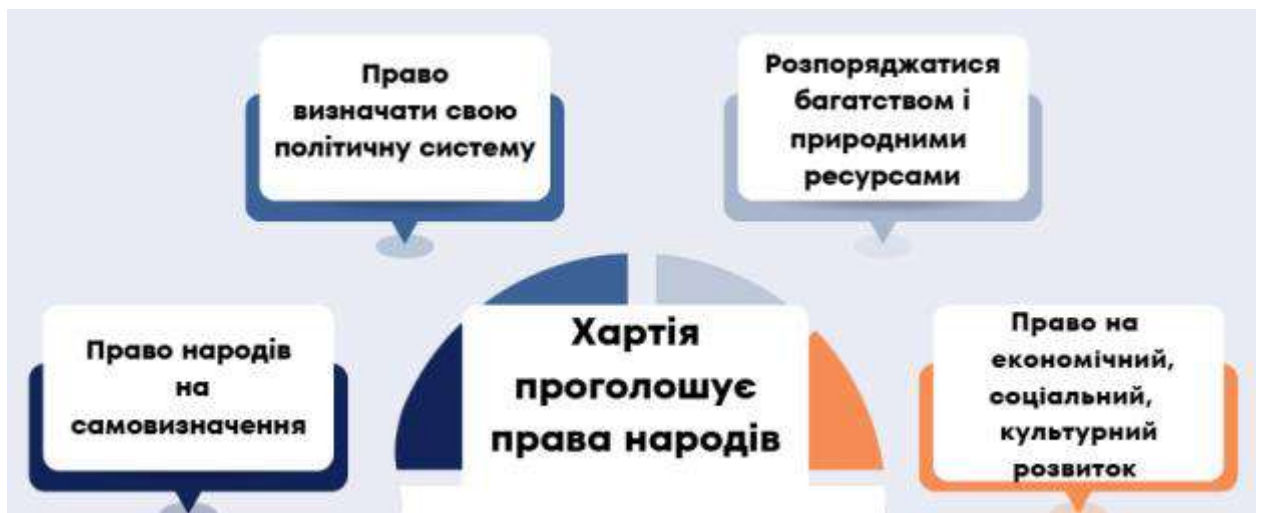 Право
визначати свою
політичну систему
Розпоряджатися
багатством і
природними
ресурсами
Право народів
на
самовизначення
Хартія
проголошує
права народів
Право на
економічний,
соціальний,
культурний
розвиток